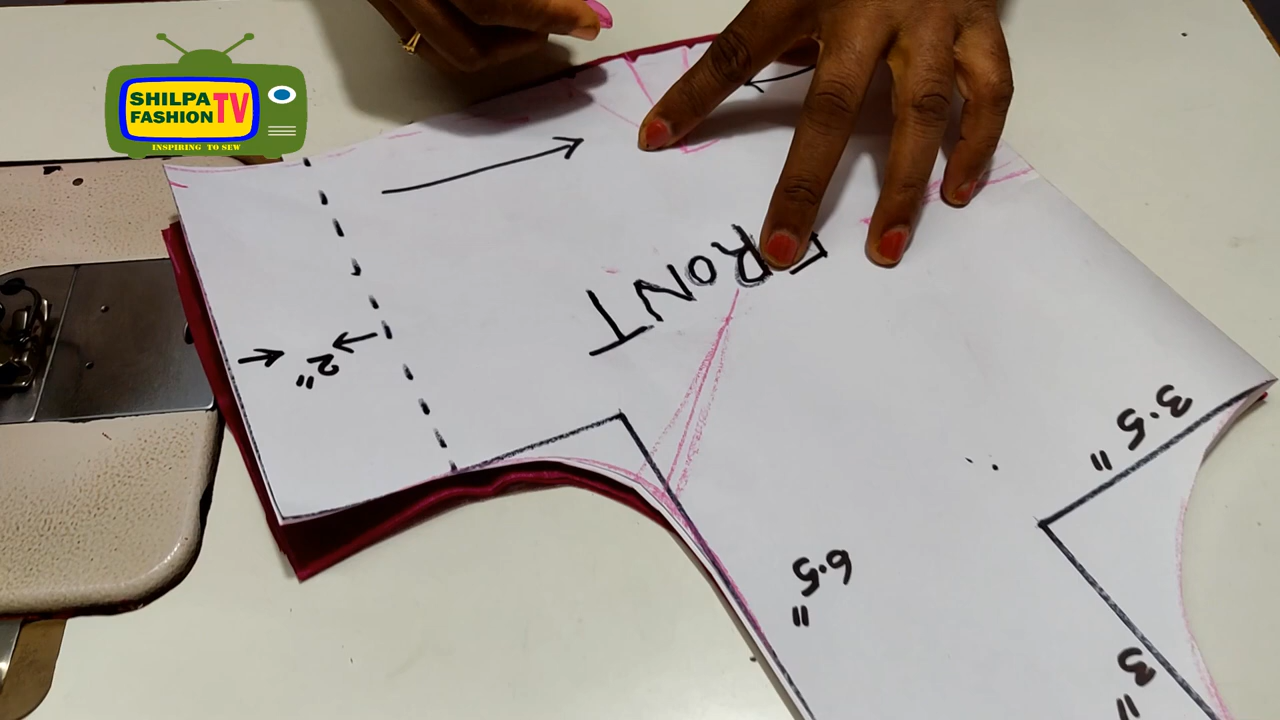 SHILPA
FASHION TV
INSPIRING TO SEW
FRONT
2"
3.5"
6.5"
3"